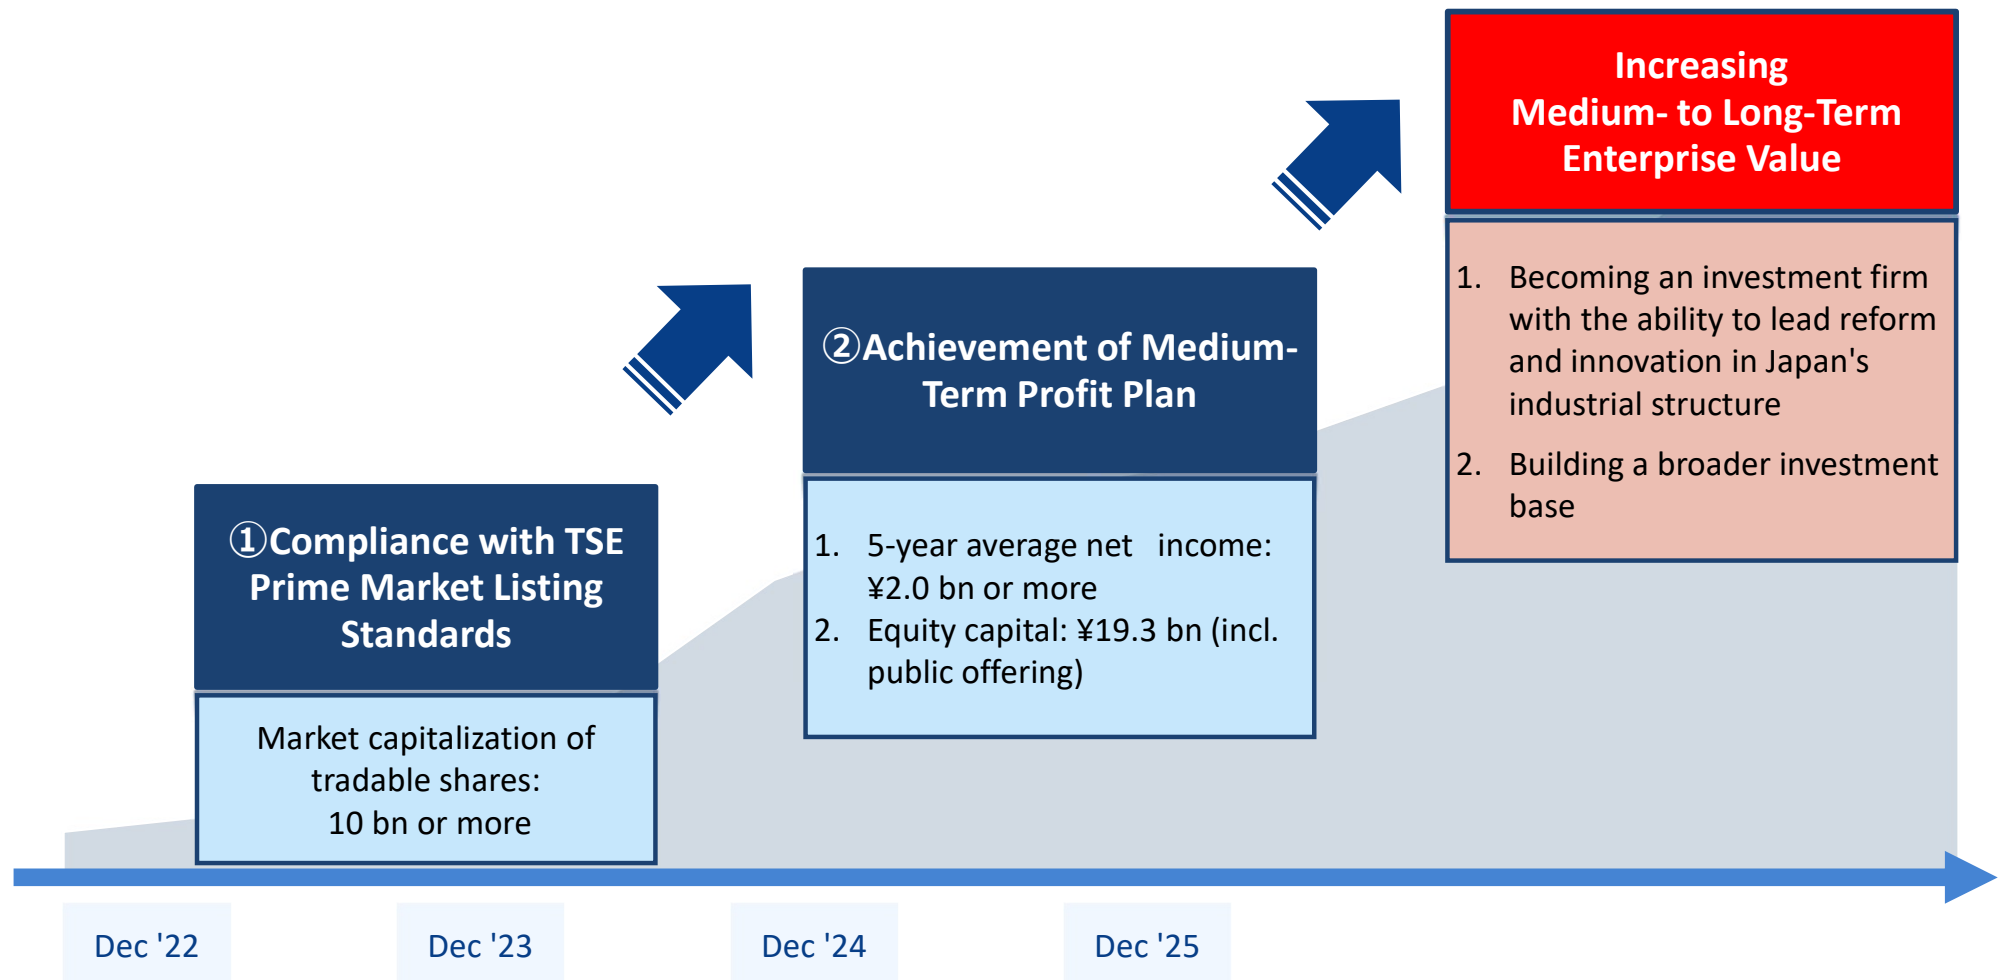 ①Compliance with TSE
Prime Market Listing
Standards
Market capitalization of
tradable shares:
10 bn or more
②Achievement of Medium-
Term Profit Plan
1. 5-year average net income:
¥2.0 bn or more
2. Equity capital: ¥19.3 bn (incl.
public offering)
Increasing
Medium- to Long-Term
Enterprise Value
1. Becoming an investment firm
with the ability to lead reform
and innovation in Japan's
industrial structure
2. Building a broader investment
base
Dec '22
Dec '23
Dec '24
Dec '25